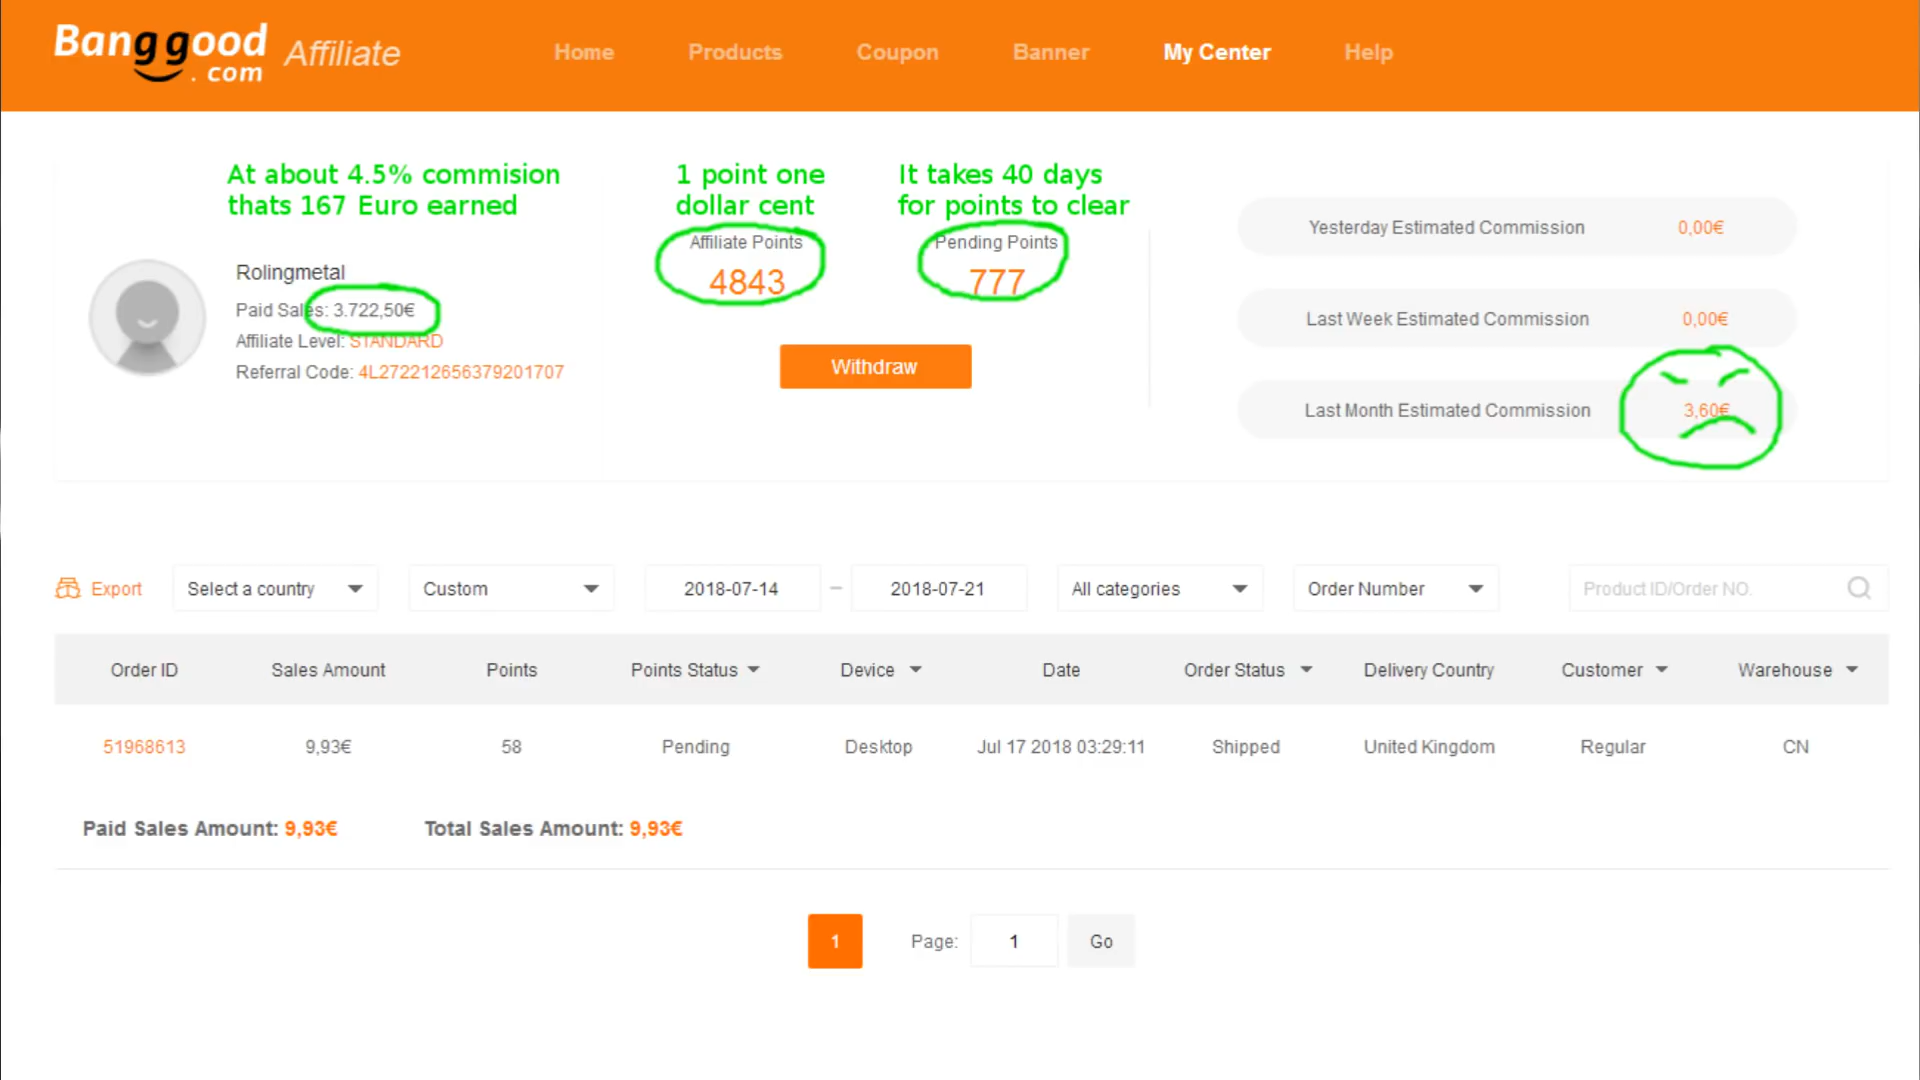 Banggood.com Affiliate
Home Products Coupon Banner My Center Help
At about 4.5% commision
thats 167 Euro earned
1 point one
dollar cent
It takes 40 days
for points to clear
Rolingmetal
Paid Sales: 3.722,50€
Affiliate Level: STANDARD
Referral Code: 4L272212656379201707
Affiliate Points
4843
Pending Points
777
Withdraw
Yesterday Estimated Commission 0,00€
Last Week Estimated Commission 0,00€
Last Month Estimated Commission 3,60€
Export Select a country Custom 2018-07-14 – 2018-07-21 All categories Order Number Product ID/Order NO.
Order ID Sales Amount Points Points Status Device Date Order Status Delivery Country Customer Warehouse
51968613 9,93€ 58 Pending Desktop Jul 17 2018 03:29:11 Shipped United Kingdom Regular CN
Paid Sales Amount: 9,93€ Total Sales Amount: 9,93€
1 Page: 1 Go